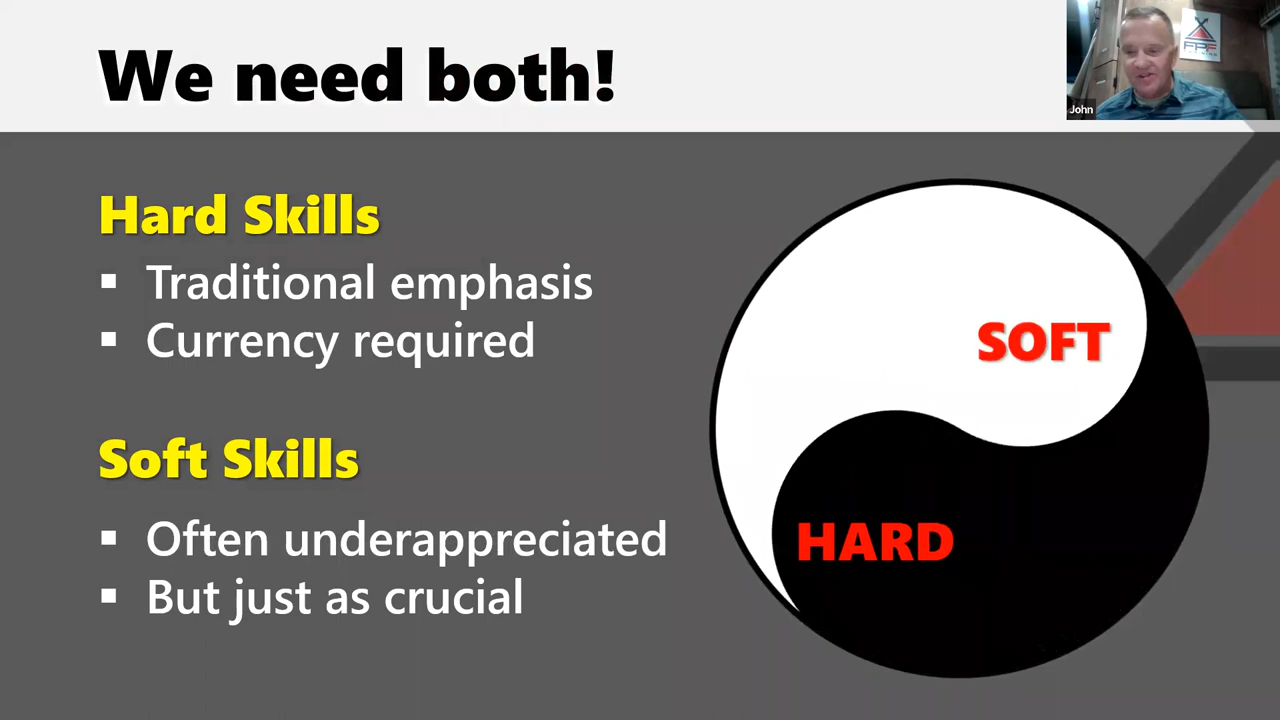 We need both!
John
FPF
Hard Skills
▪ Traditional emphasis
▪ Currency required
Soft Skills
▪ Often underappreciated
▪ But just as crucial
SOFT
HARD